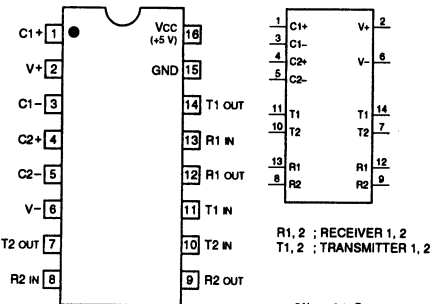 C1+ 1
V+ 2
C1− 3
C2+ 4
C2− 5
V− 6
T2 OUT 7
R2 IN 8
VCC 16
(+5 V)
GND 15
14 T1 OUT
13 R1 IN
12 R1 OUT
11 T1 IN
10 T2 IN
9 R2 OUT
1 C1+ V+ 2
3 C1−
4 C2+ V− 6
5 C2−
11 T1 T1 14
10 T2 T2 7
13 R1 R1 12
8 R2 R2 9
R1, 2 ; RECEIVER 1, 2
T1, 2 ; TRANSMITTER 1, 2